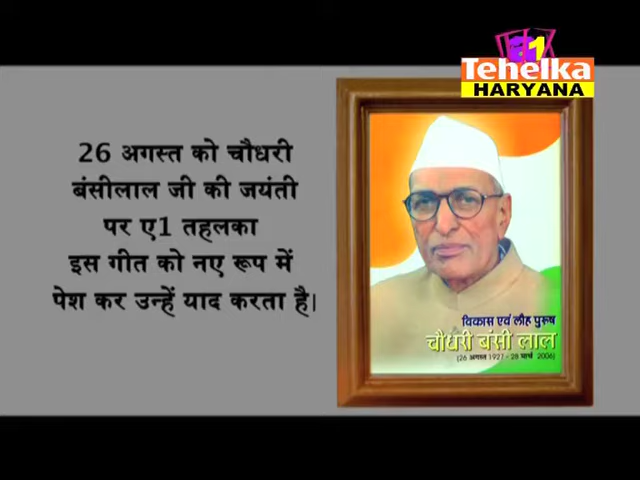 a1
Tehelka
HARYANA
26 अगस्त को चौधरी
बंसीलाल जी की जयंती
पर ए1 तहलका
इस गीत को नए रूप में
पेश कर उन्हें याद करता है।
विकास एवं लौह पुरूष
चौधरी बंसी लाल
(26 अगस्त 1927 - 28 मार्च 2006)